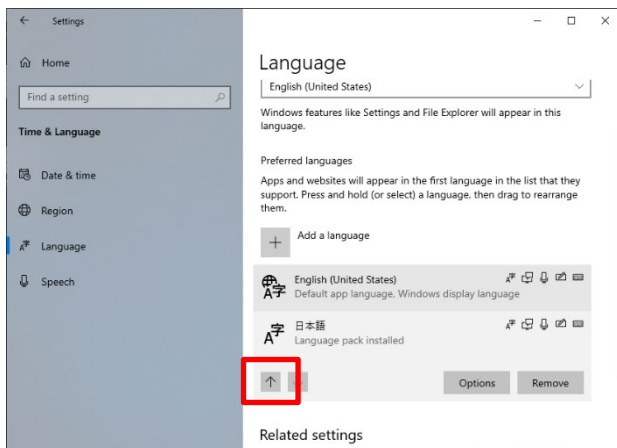 Settings
Home
Find a setting
Time & Language
Date & time
Region
Language
Speech
Language
English (United States)
Windows features like Settings and File Explorer will appear in this
language.
Preferred languages
Apps and websites will appear in the first language in the list that they
support. Press and hold (or select) a language, then drag to rearrange
them.
Add a language
English (United States)
Default app language, Windows display language
日本語
Language pack installed
Options Remove
Related settings